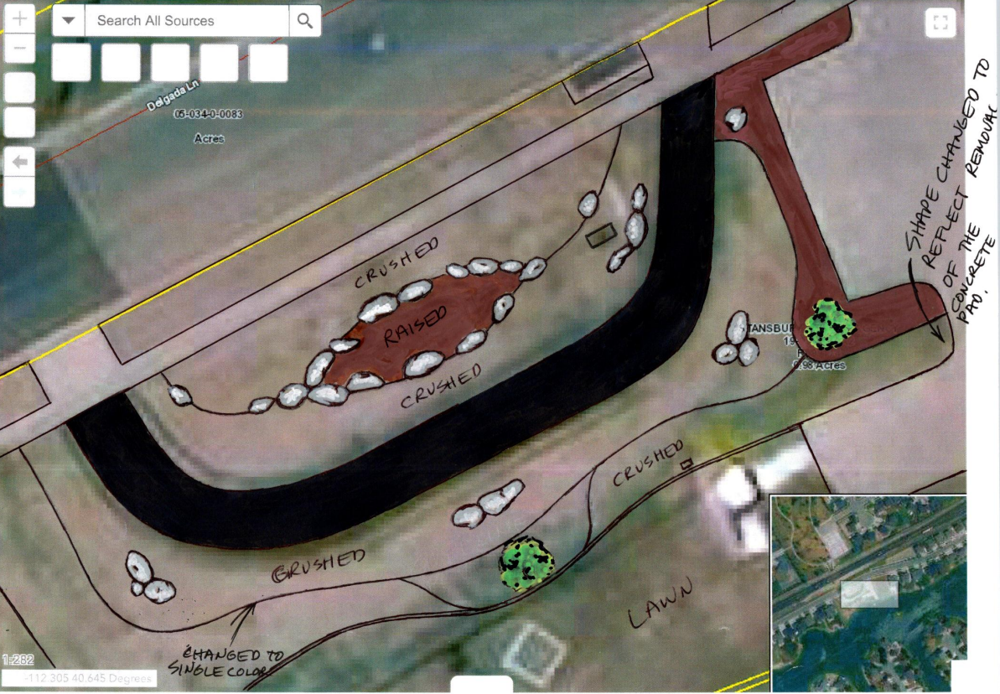 Search All Sources
Delgada Ln
05-034-0-0083
Acres
SHAPE CHANGED TO
REFLECT REMOVAL
OF THE
CONCRETE
PAD.
CRUSHED
RAISED
CRUSHED
TANSBU
19
0.98 Acres
CRUSHED
CRUSHED
LAWN
CHANGED TO
SINGLE COLOR
1:282
-112.305 40.645 Degrees